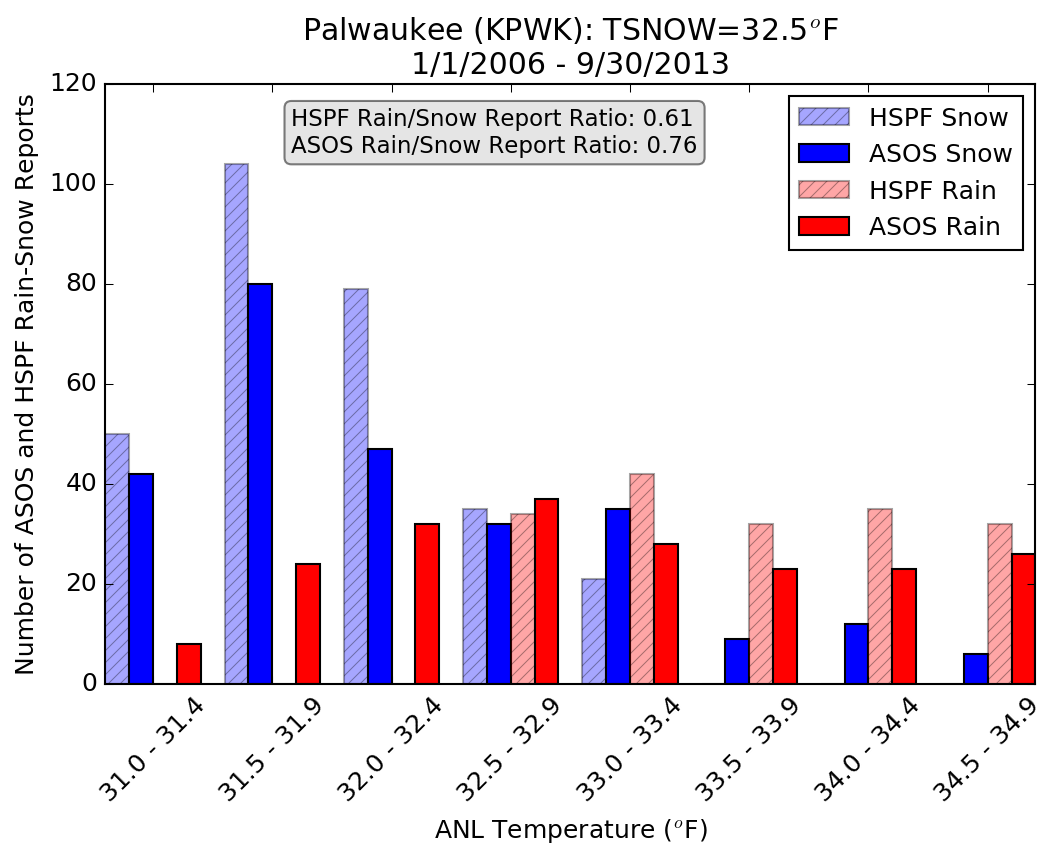 Palwaukee (KPWK): TSNOW=32.5°F
1/1/2006 - 9/30/2013
HSPF Rain/Snow Report Ratio: 0.61
ASOS Rain/Snow Report Ratio: 0.76
HSPF Snow
ASOS Snow
HSPF Rain
ASOS Rain
Number of ASOS and HSPF Rain-Snow Reports
120
100
80
60
40
20
0
31.0 - 31.4
31.5 - 31.9
32.0 - 32.4
32.5 - 32.9
33.0 - 33.4
33.5 - 33.9
34.0 - 34.4
34.5 - 34.9
ANL Temperature (°F)